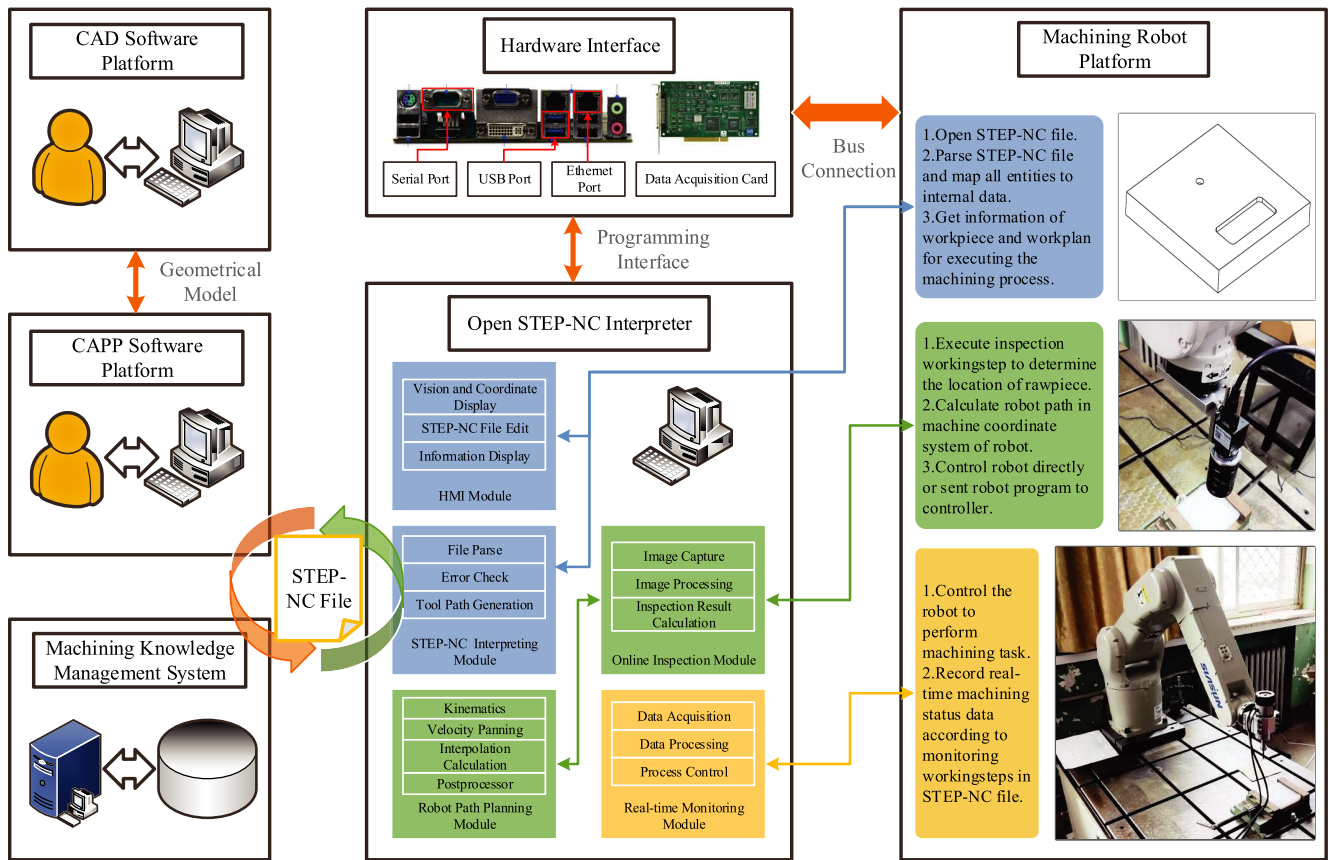 CAD Software
Platform
Geometrical
Model
CAPP Software
Platform
STEP-
NC File
Machining Knowledge
Management System
Hardware Interface
Serial Port
USB Port
Ethernet
Port
Data Acquisition Card
Bus
Connection
Programming
Interface
Open STEP-NC Interpreter
Vision and Coordinate
Display
STEP-NC File Edit
Information Display
HMI Module
File Parse
Error Check
Tool Path Generation
STEP-NC Interpreting
Module
Image Capture
Image Processing
Inspection Result
Calculation
Online Inspection Module
Kinematics
Velocity Panning
Interpolation
Calculation
Postprocessor
Robot Path Planning
Module
Data Acquisition
Data Processing
Process Control
Real-time Monitoring
Module
Machining Robot
Platform
1.Open STEP-NC file.
2.Parse STEP-NC file
and map all entities to
internal data.
3.Get information of
workpiece and workplan
for executing the
machining process.
1.Execute inspection
workingstep to determine
the location of rawpiece.
2.Calculate robot path in
machine coordinate
system of robot.
3.Control robot directly
or sent robot program to
controller.
1.Control the
robot to
perform
machining task.
2.Record real-
time machining
status data
according to
monitoring
workingsteps in
STEP-NC file.
SIASUN